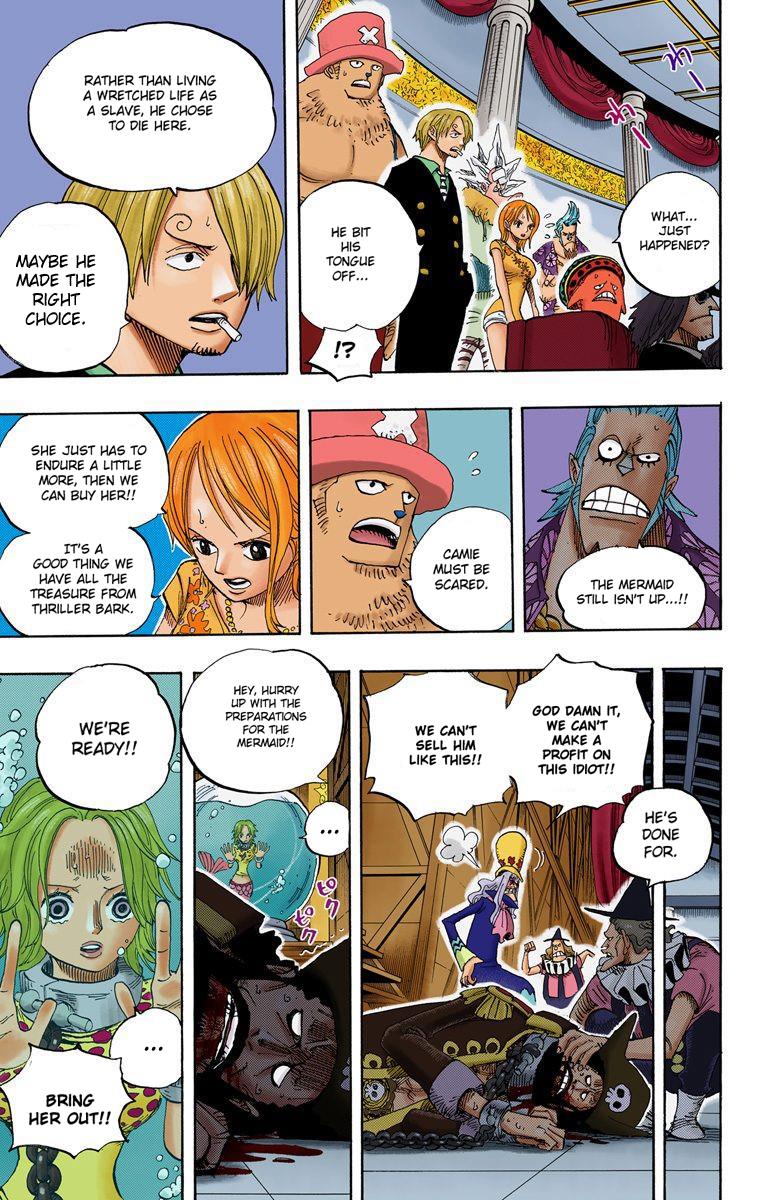 WHAT...
JUST
HAPPENED?
HE BIT
HIS
TONGUE
OFF...
!?
RATHER THAN LIVING
A WRETCHED LIFE AS
A SLAVE, HE CHOSE
TO DIE HERE.
MAYBE HE
MADE THE
RIGHT
CHOICE.
THE MERMAID
STILL ISN'T UP...!!
CAMIE
MUST BE
SCARED.
SHE JUST HAS TO
ENDURE A LITTLE
MORE, THEN WE
CAN BUY HER!!
IT'S A
GOOD THING WE
HAVE ALL THE
TREASURE FROM
THRILLER BARK.
HE'S
DONE
FOR.
GOD DAMN IT,
WE CAN'T
MAKE A
PROFIT ON
THIS IDIOT!!
WE CAN'T
SELL HIM
LIKE THIS!!
HEY, HURRY
UP WITH THE
PREPARATIONS
FOR THE
MERMAID!!
...
ピク
ピク
WE'RE
READY!!
...
BRING
HER OUT!!